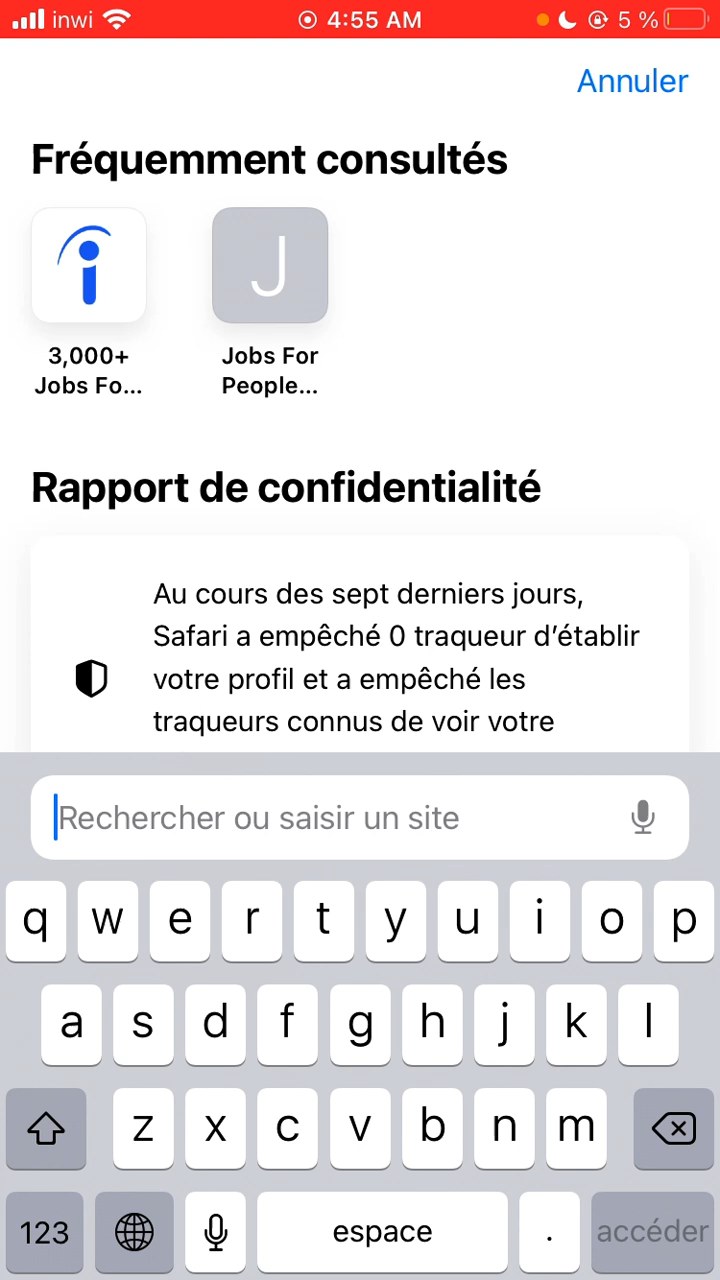 inwi 4:55 AM 5 %
Annuler
Fréquemment consultés
J
3,000+
Jobs Fo...
Jobs For
People...
Rapport de confidentialité
Au cours des sept derniers jours,
Safari a empêché 0 traqueur d’établir
votre profil et a empêché les
traqueurs connus de voir votre
Rechercher ou saisir un site
q w e r t y u i o p
a s d f g h j k l
z x c v b n m
123 espace . accéder